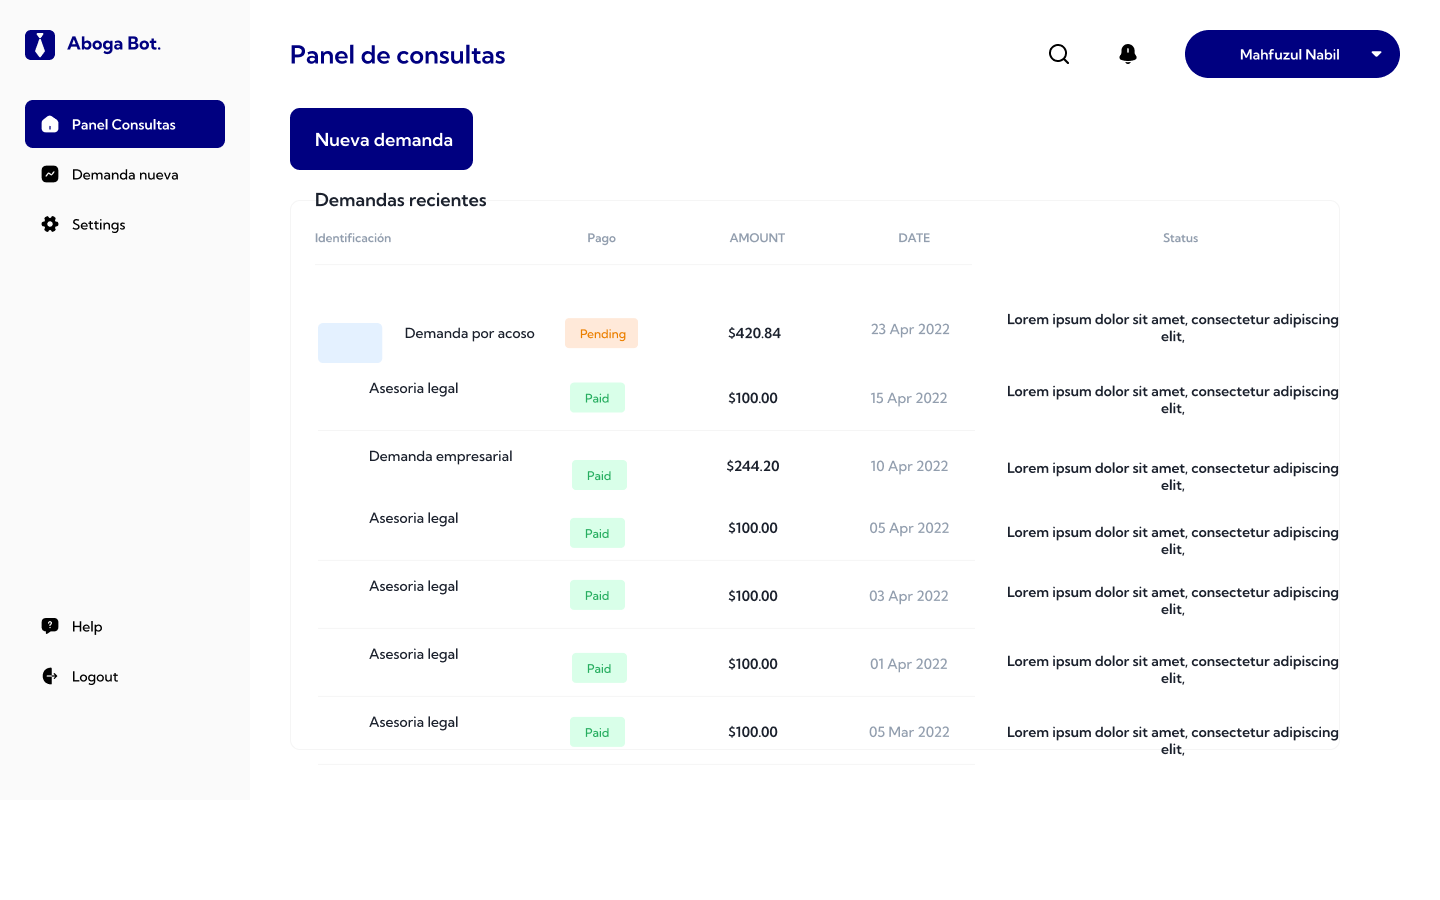 Aboga Bot.
Panel de consultas
Mahfuzul Nabil
Panel Consultas
Demanda nueva
Settings
Help
Logout
Nueva demanda
Demandas recientes
Identificación Pago AMOUNT DATE Status
Demanda por acoso Pending $420.84 23 Apr 2022 Lorem ipsum dolor sit amet, consectetur adipiscing
elit,
Asesoria legal Paid $100.00 15 Apr 2022 Lorem ipsum dolor sit amet, consectetur adipiscing
elit,
Demanda empresarial Paid $244.20 10 Apr 2022 Lorem ipsum dolor sit amet, consectetur adipiscing
elit,
Asesoria legal Paid $100.00 05 Apr 2022 Lorem ipsum dolor sit amet, consectetur adipiscing
elit,
Asesoria legal Paid $100.00 03 Apr 2022 Lorem ipsum dolor sit amet, consectetur adipiscing
elit,
Asesoria legal Paid $100.00 01 Apr 2022 Lorem ipsum dolor sit amet, consectetur adipiscing
elit,
Asesoria legal Paid $100.00 05 Mar 2022 Lorem ipsum dolor sit amet, consectetur adipiscing
elit,